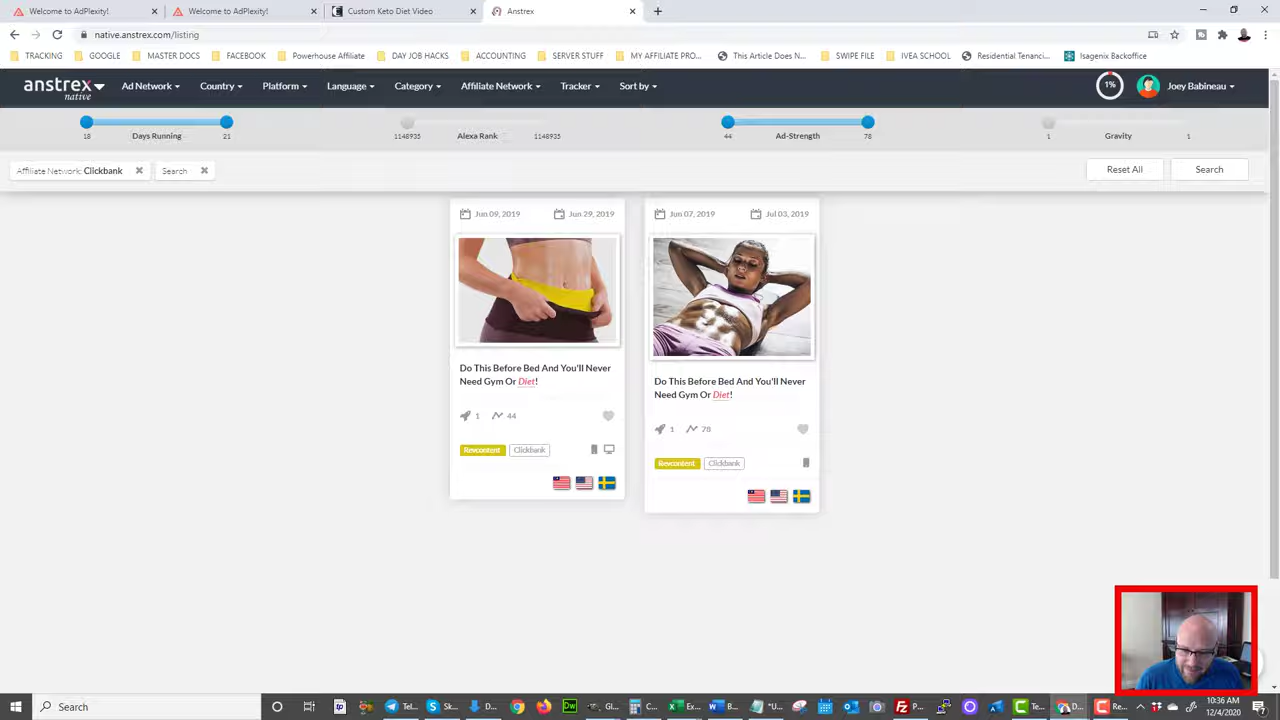 Welcome to AdPlexity!
Welcome to AdPlexity!
Custom Keto Diet Video
Anstrex
native.anstrex.com/listing
TRACKING
GOOGLE
MASTER DOCS
FACEBOOK
Powerhouse Affiliate
DAY JOB HACKS
ACCOUNTING
SERVER STUFF
MY AFFILIATE PRO...
This Article Does N...
SWIPE FILE
IVEA SCHOOL
Residential Tenanci...
Isagenix Backoffice
anstrex
native
Ad Network
Country
Platform
Language
Category
Affiliate Network
Tracker
Sort by
1%
Joey Babineau
18 Days Running 21
1148935 Alexa Rank 1148935
44 Ad-Strength 78
1 Gravity 1
Affiliate Network: Clickbank
Search
Reset All
Search
Jun 09, 2019 Jun 29, 2019
Do This Before Bed And You'll Never
Need Gym Or Diet!
1 44
Revcontent Clickbank
Jun 07, 2019 Jul 03, 2019
Do This Before Bed And You'll Never
Need Gym Or Diet!
1 78
Revcontent Clickbank
Search
Te...
Sk...
Gi...
Ex...
Br...
*U...
A...
D...
Re...
10:36 AM
12/4/2020